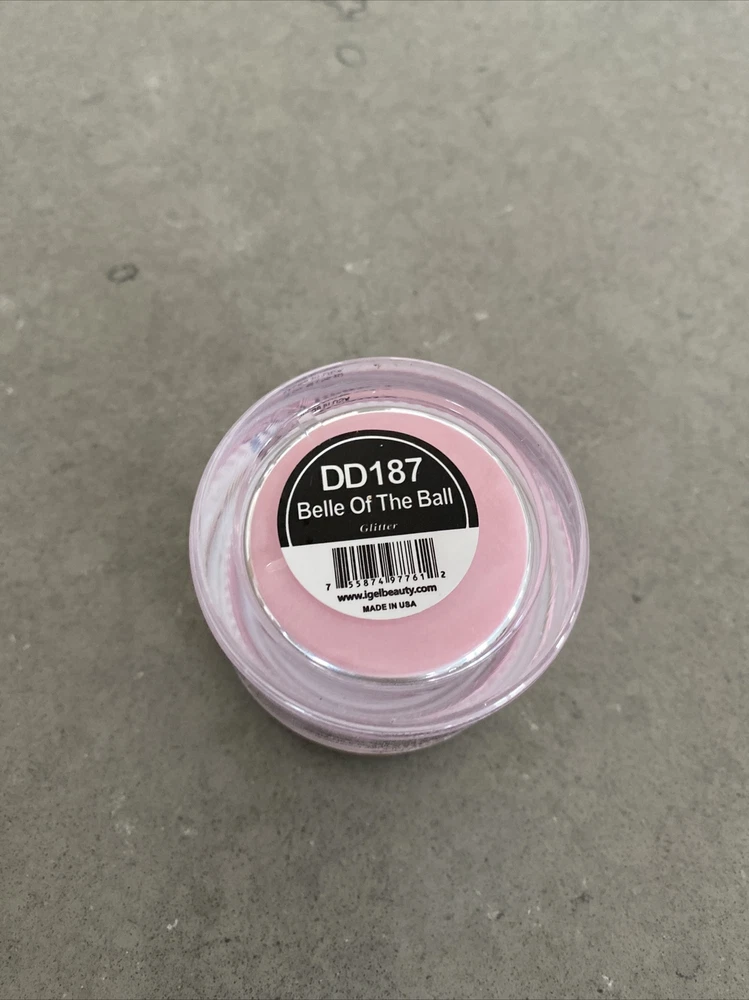 DD187
Belle Of The Ball
Glitter
7 55874 97761 2
www.igelbeauty.com
MADE IN USA